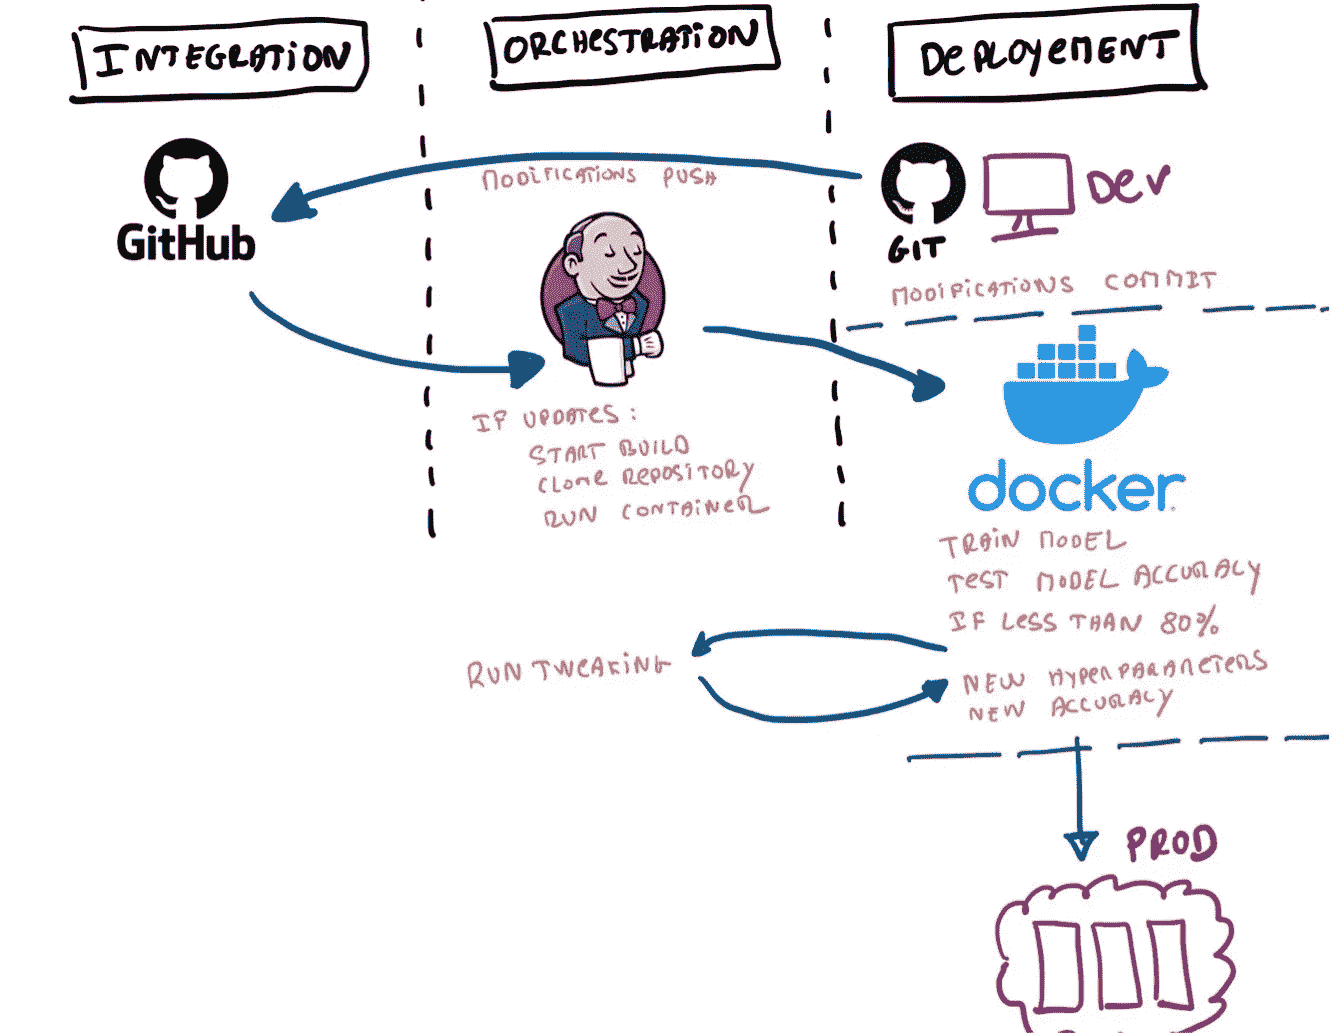 INTEGRATION
ORCHESTRATION
DEPLOYEMENT
GitHub
MODIFICATIONS PUSH
GIT
DEV
MODIFICATIONS COMMIT
IF UPDATES:
START BUILD
CLONE REPOSITORY
RUN CONTAINER
docker
TRAIN MODEL
TEST MODEL ACCURACY
IF LESS THAN 80%
RUN TWEAKING
NEW HYPERPARAMETERS
NEW ACCURACY
PROD